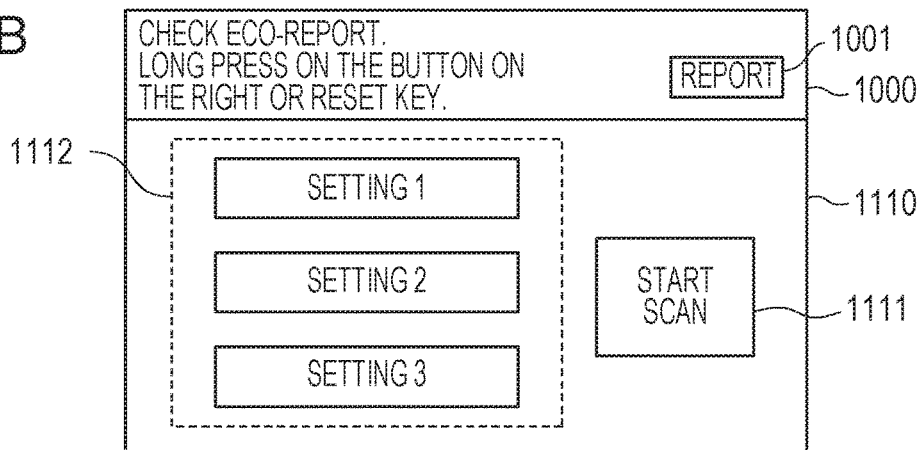 B
CHECK ECO-REPORT.
LONG PRESS ON THE BUTTON ON
THE RIGHT OR RESET KEY.
REPORT
1001
1000
1112
SETTING 1
1110
SETTING 2
START
SCAN
1111
SETTING 3